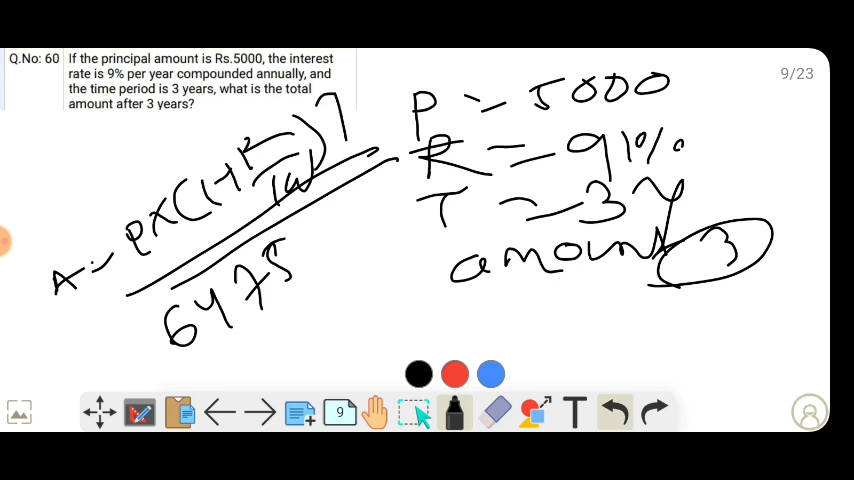 Q.No: 60 If the principal amount is Rs.5000, the interest
rate is 9% per year compounded annually, and
the time period is 3 years, what is the total
amount after 3 years?
9/23
P = 5000
R = 9%
T = 3y
amount 3
A = P×(1+R/100)T
6475
9
T